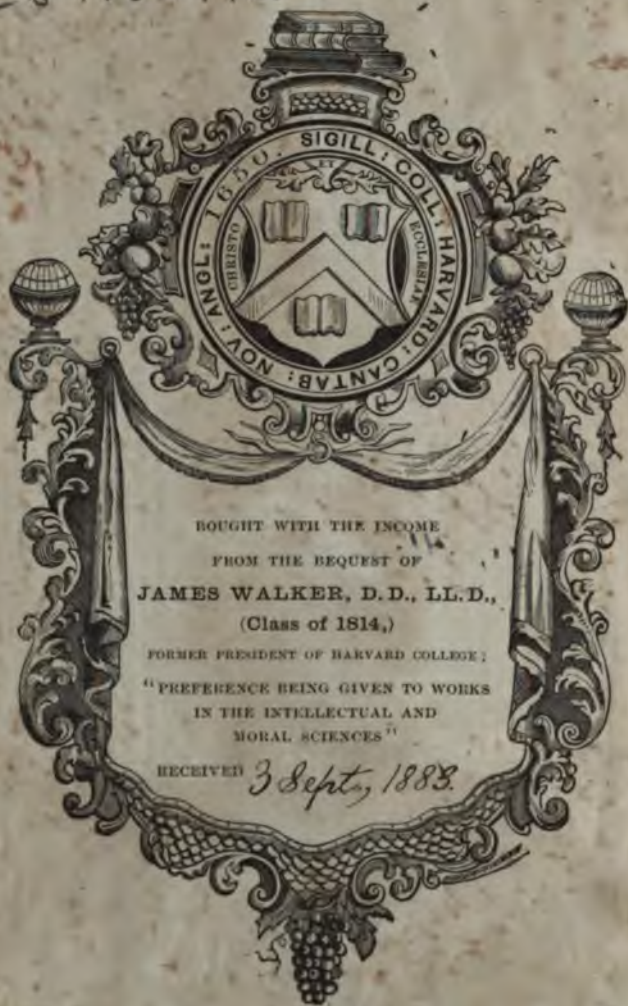 SIGILL: COLL: HARVARD: CANTAB: NOV: ANGL: 1650.
ET
CHRISTO
ECCLESIAE
BOUGHT WITH THE INCOME
FROM THE BEQUEST OF
JAMES WALKER, D.D., LL.D.,
(Class of 1814,)
FORMER PRESIDENT OF HARVARD COLLEGE;
"PREFERENCE BEING GIVEN TO WORKS
IN THE INTELLECTUAL AND
MORAL SCIENCES"
RECEIVED 3 Sept., 1883.